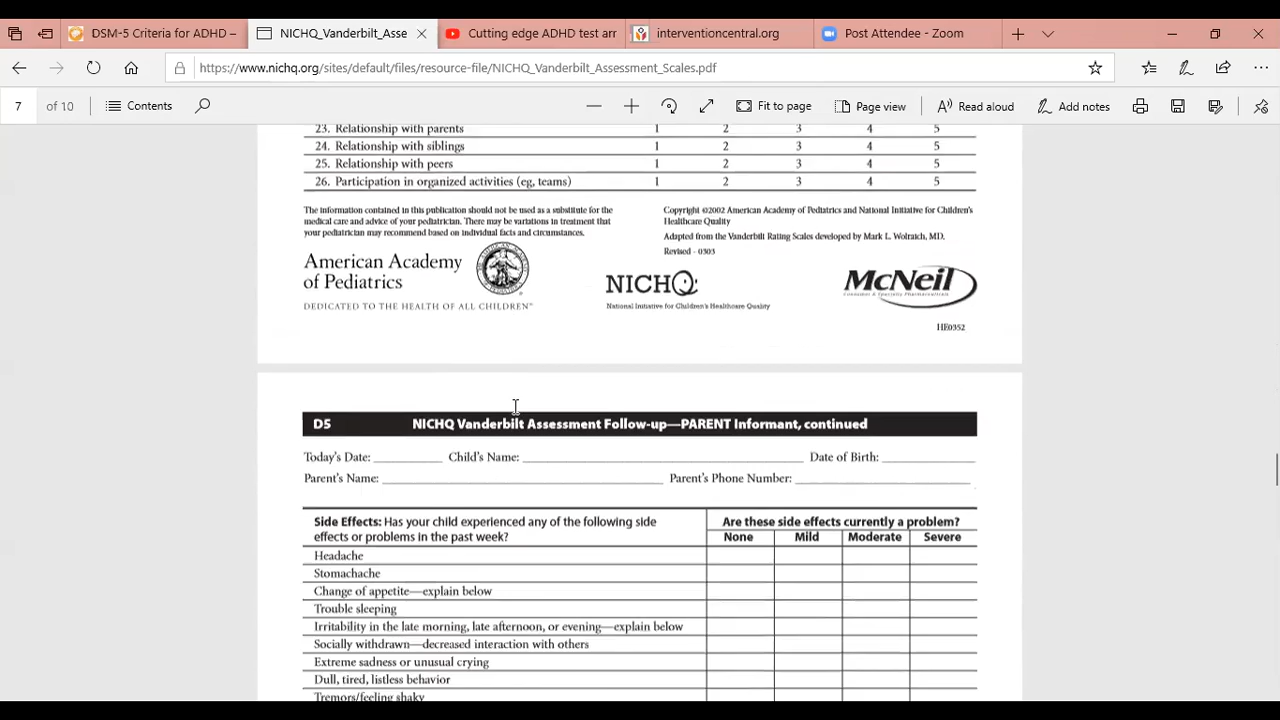 DSM-5 Criteria for ADHD –
NICHQ_Vanderbilt_Asse
Cutting edge ADHD test arr
interventioncentral.org
Post Attendee - Zoom
https://www.nichq.org/sites/default/files/resource-file/NICHQ_Vanderbilt_Assessment_Scales.pdf
7 of 10 Contents Fit to page Page view Read aloud Add notes
23. Relationship with parents 1 2 3 4 5
24. Relationship with siblings 1 2 3 4 5
25. Relationship with peers 1 2 3 4 5
26. Participation in organized activities (eg, teams) 1 2 3 4 5
The information contained in this publication should not be used as a substitute for the
medical care and advice of your pediatrician. There may be variations in treatment that
your pediatrician may recommend based on individual facts and circumstances.
Copyright ©2002 American Academy of Pediatrics and National Initiative for Children's
Healthcare Quality
Adapted from the Vanderbilt Rating Scales developed by Mark L. Wolraich, MD.
Revised - 0303
American Academy
of Pediatrics
DEDICATED TO THE HEALTH OF ALL CHILDREN™
NICHQ
National Initiative for Children's Healthcare Quality
McNeil
Consumer & Specialty Pharmaceuticals
HE0352
D5 NICHQ Vanderbilt Assessment Follow-up—PARENT Informant, continued
Today's Date: Child's Name: Date of Birth:
Parent's Name: Parent's Phone Number:
Side Effects: Has your child experienced any of the following side
effects or problems in the past week?
Are these side effects currently a problem?
None Mild Moderate Severe
Headache
Stomachache
Change of appetite—explain below
Trouble sleeping
Irritability in the late morning, late afternoon, or evening—explain below
Socially withdrawn—decreased interaction with others
Extreme sadness or unusual crying
Dull, tired, listless behavior
Tremors/feeling shaky